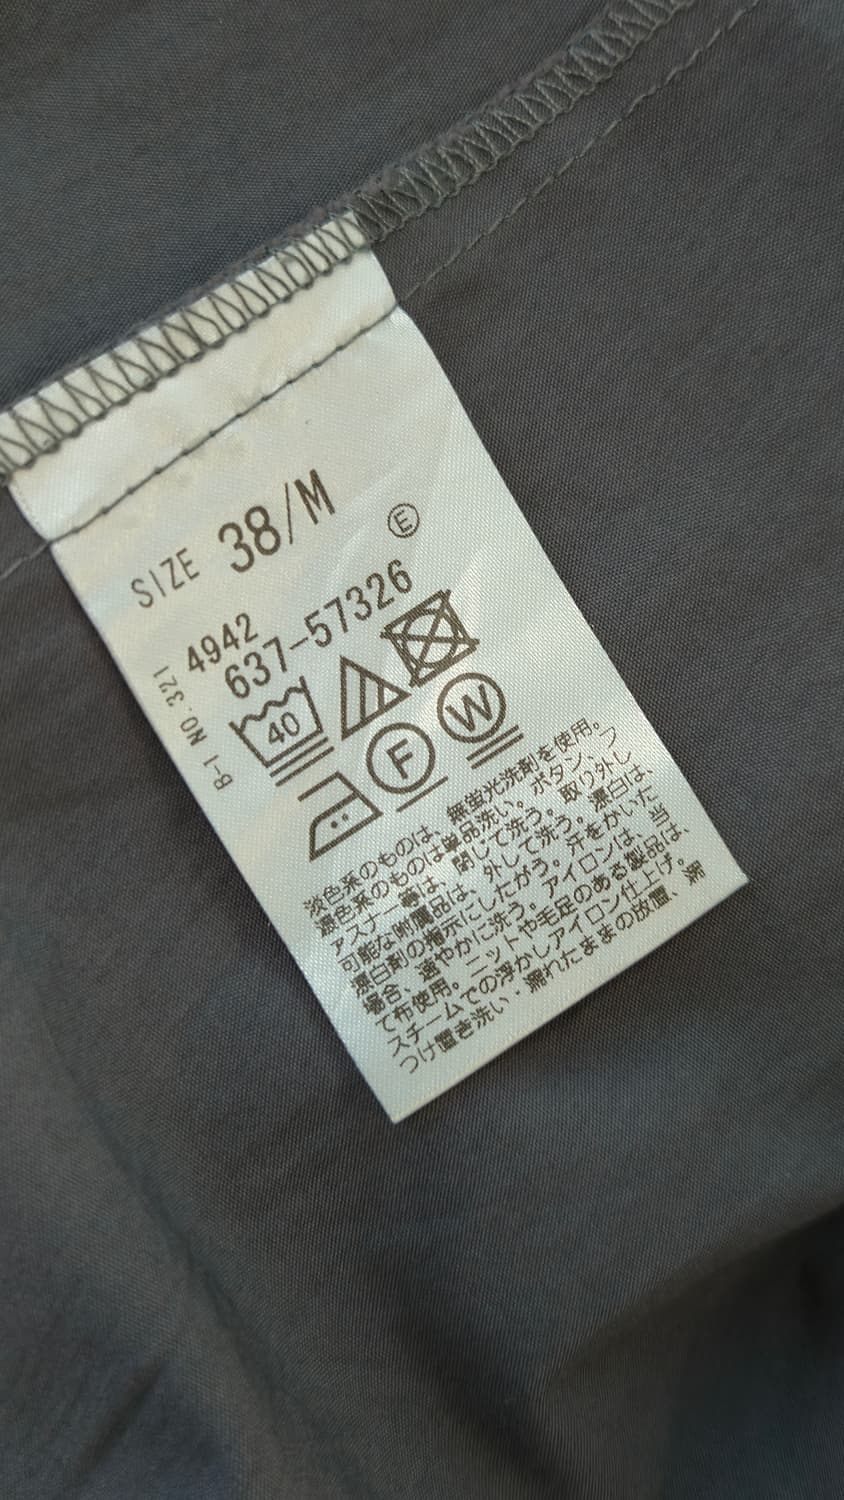 SIZE 38/M
E
4942
637-57326
B-1 NO.321
40
F
W
淡色系のものは、無蛍光洗剤を使用。
濃色系のものは単品洗い。ボタン、フ
ァスナー等は、閉じて洗う。取り外し
可能な附属品は、外して洗う。漂白は、
漂白剤の指示にしたがう。汗をかいた
場合、速やかに洗う。アイロンは、当
て布使用。ニットや毛足のある製品は、
スチームでの浮かしアイロン仕上げ。
つけ置き洗い・濡れたままの放置、濡